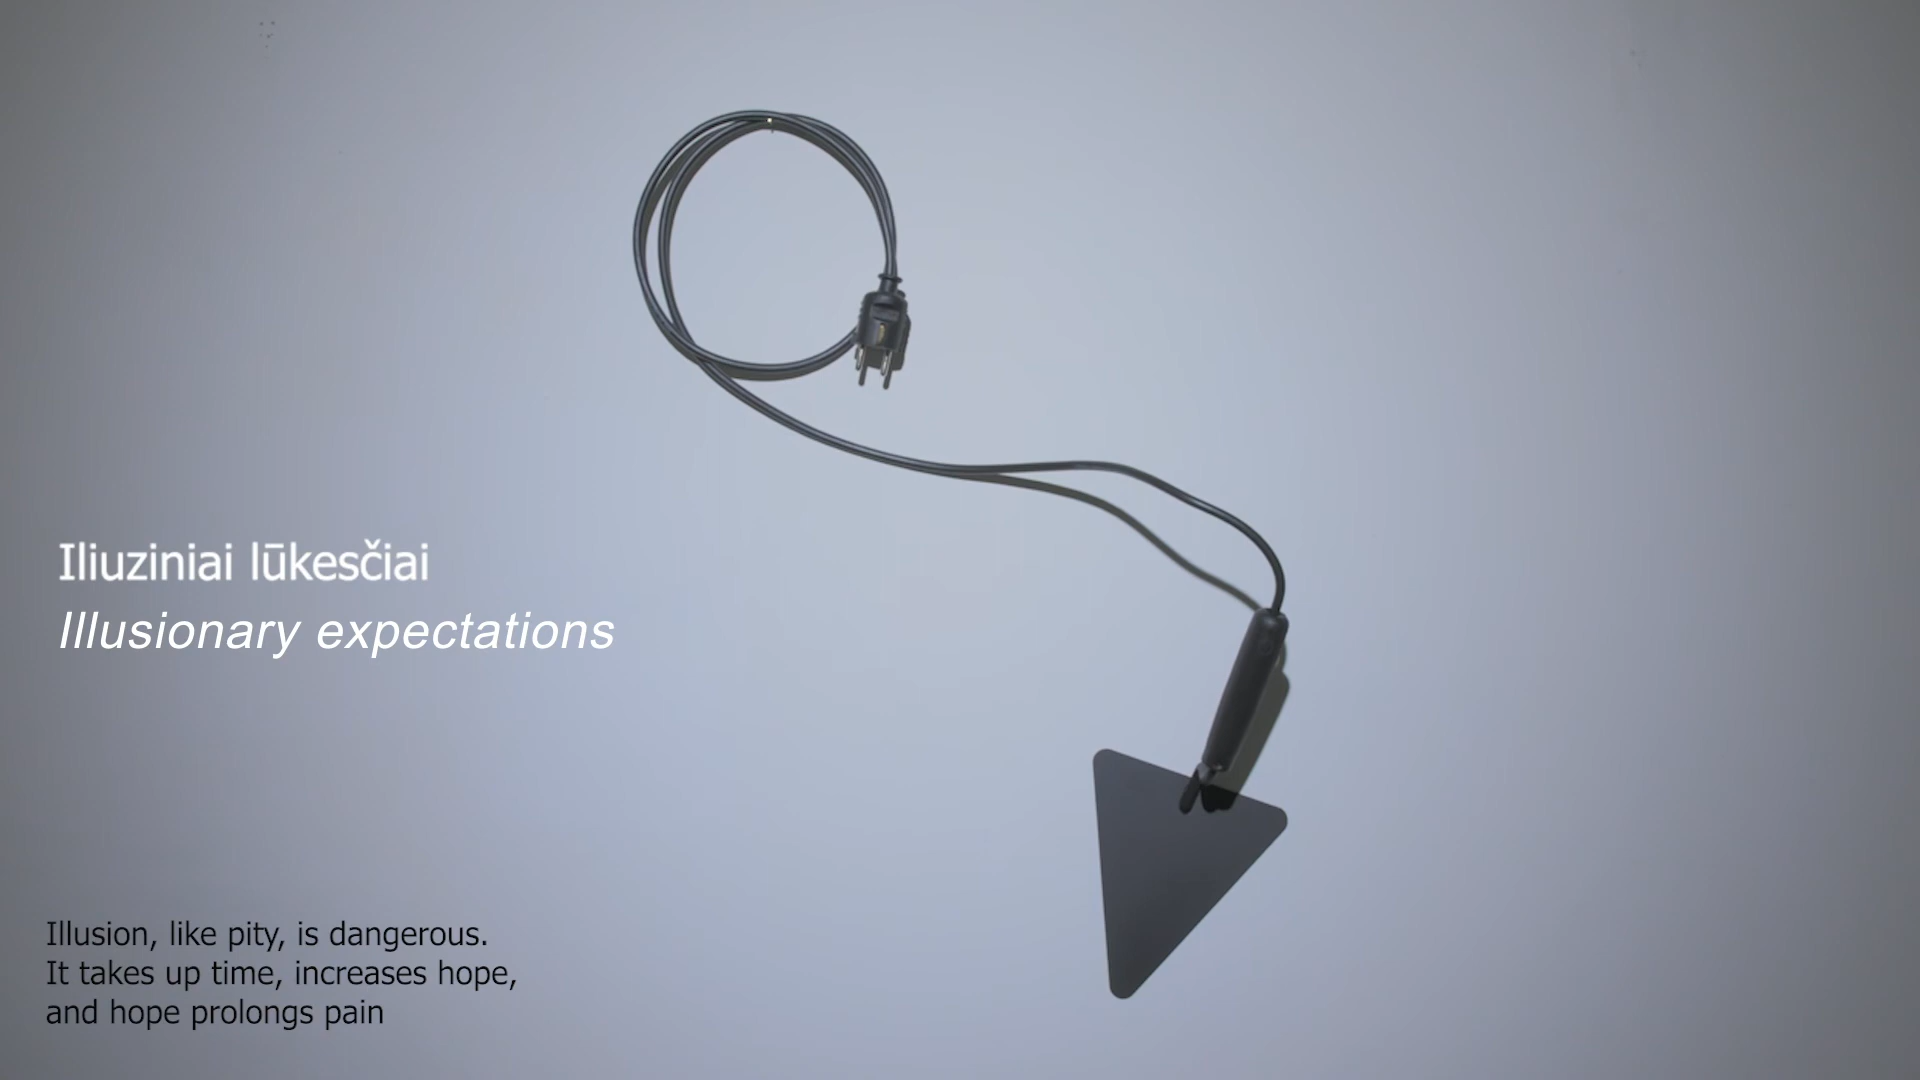 Iliuziniai lūkesčiai
Illusionary expectations
Illusion, like pity, is dangerous.
It takes up time, increases hope,
and hope prolongs pain